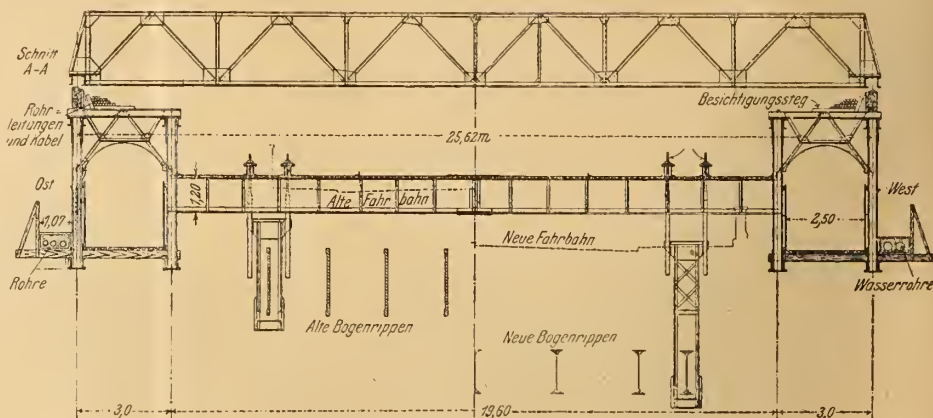 Schnitt
A-A
Rohr-
leitungen
und Kabel
Besichtigungssteg
25,62m
Ost
1,20
Alte Fahrbahn
West
1,07
2,50
Neue Fahrbahn
Rohre
Wasserrohre
Alte Bogenrippen
Neue Bogenrippen
3,0
19,60
3,0